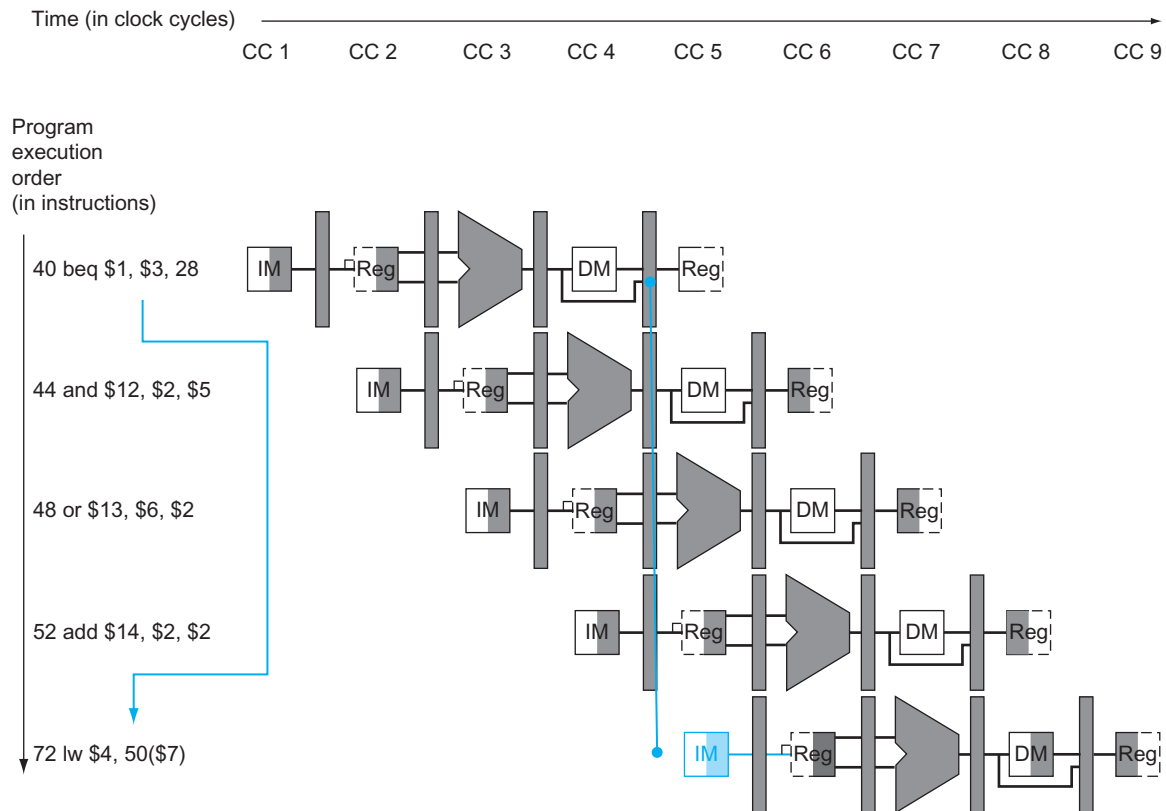 Time (in clock cycles)
CC 1 CC 2 CC 3 CC 4 CC 5 CC 6 CC 7 CC 8 CC 9
Program
execution
order
(in instructions)
40 beq $1, $3, 28
IM Reg DM Reg
44 and $12, $2, $5
IM Reg DM Reg
48 or $13, $6, $2
IM Reg DM Reg
52 add $14, $2, $2
IM Reg DM Reg
72 lw $4, 50($7)
IM Reg DM Reg